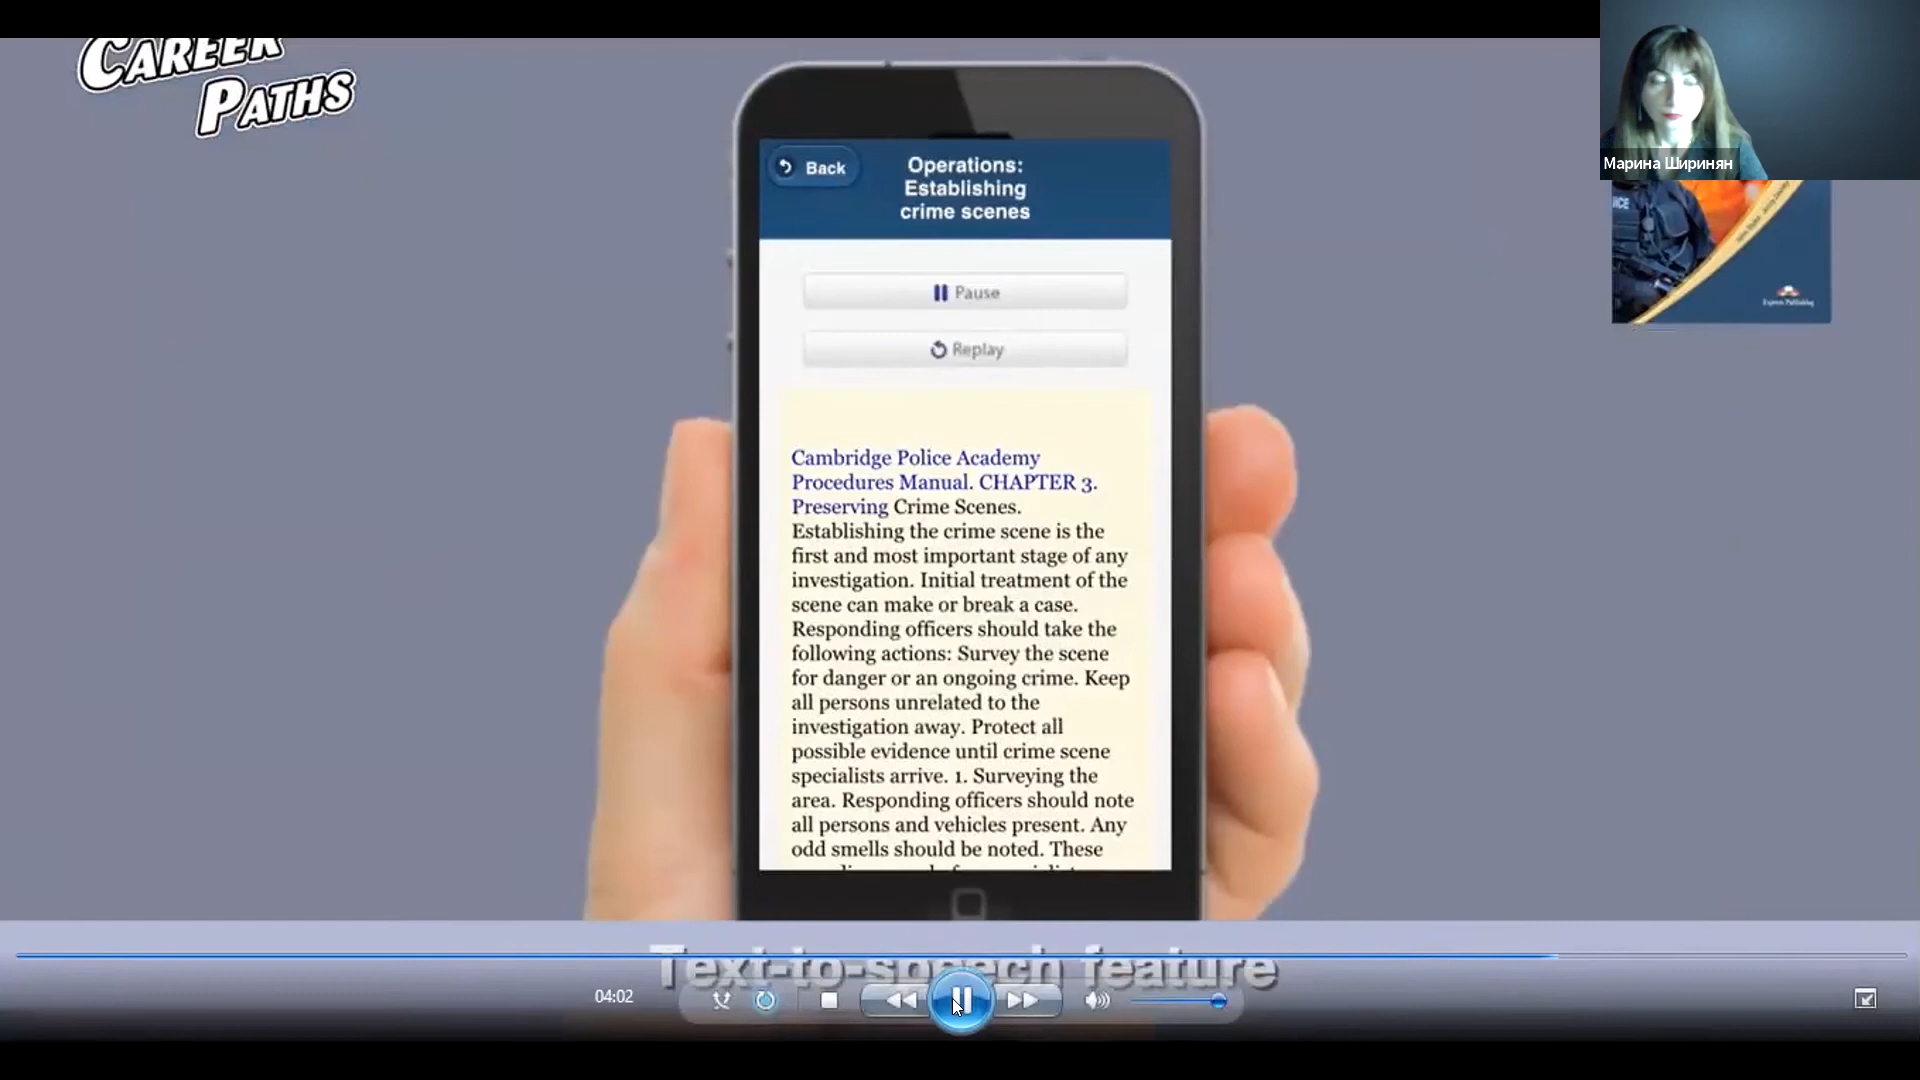 CAREER
PATHS
Марина Ширинян
ICE
Express Publishing
Back
Operations:
Establishing
crime scenes
Pause
Replay
Cambridge Police Academy
Procedures Manual. CHAPTER 3.
Preserving Crime Scenes.
Establishing the crime scene is the
first and most important stage of any
investigation. Initial treatment of the
scene can make or break a case.
Responding officers should take the
following actions: Survey the scene
for danger or an ongoing crime. Keep
all persons unrelated to the
investigation away. Protect all
possible evidence until crime scene
specialists arrive. 1. Surveying the
area. Responding officers should note
all persons and vehicles present. Any
odd smells should be noted. These
Text-to-speech feature
04:02